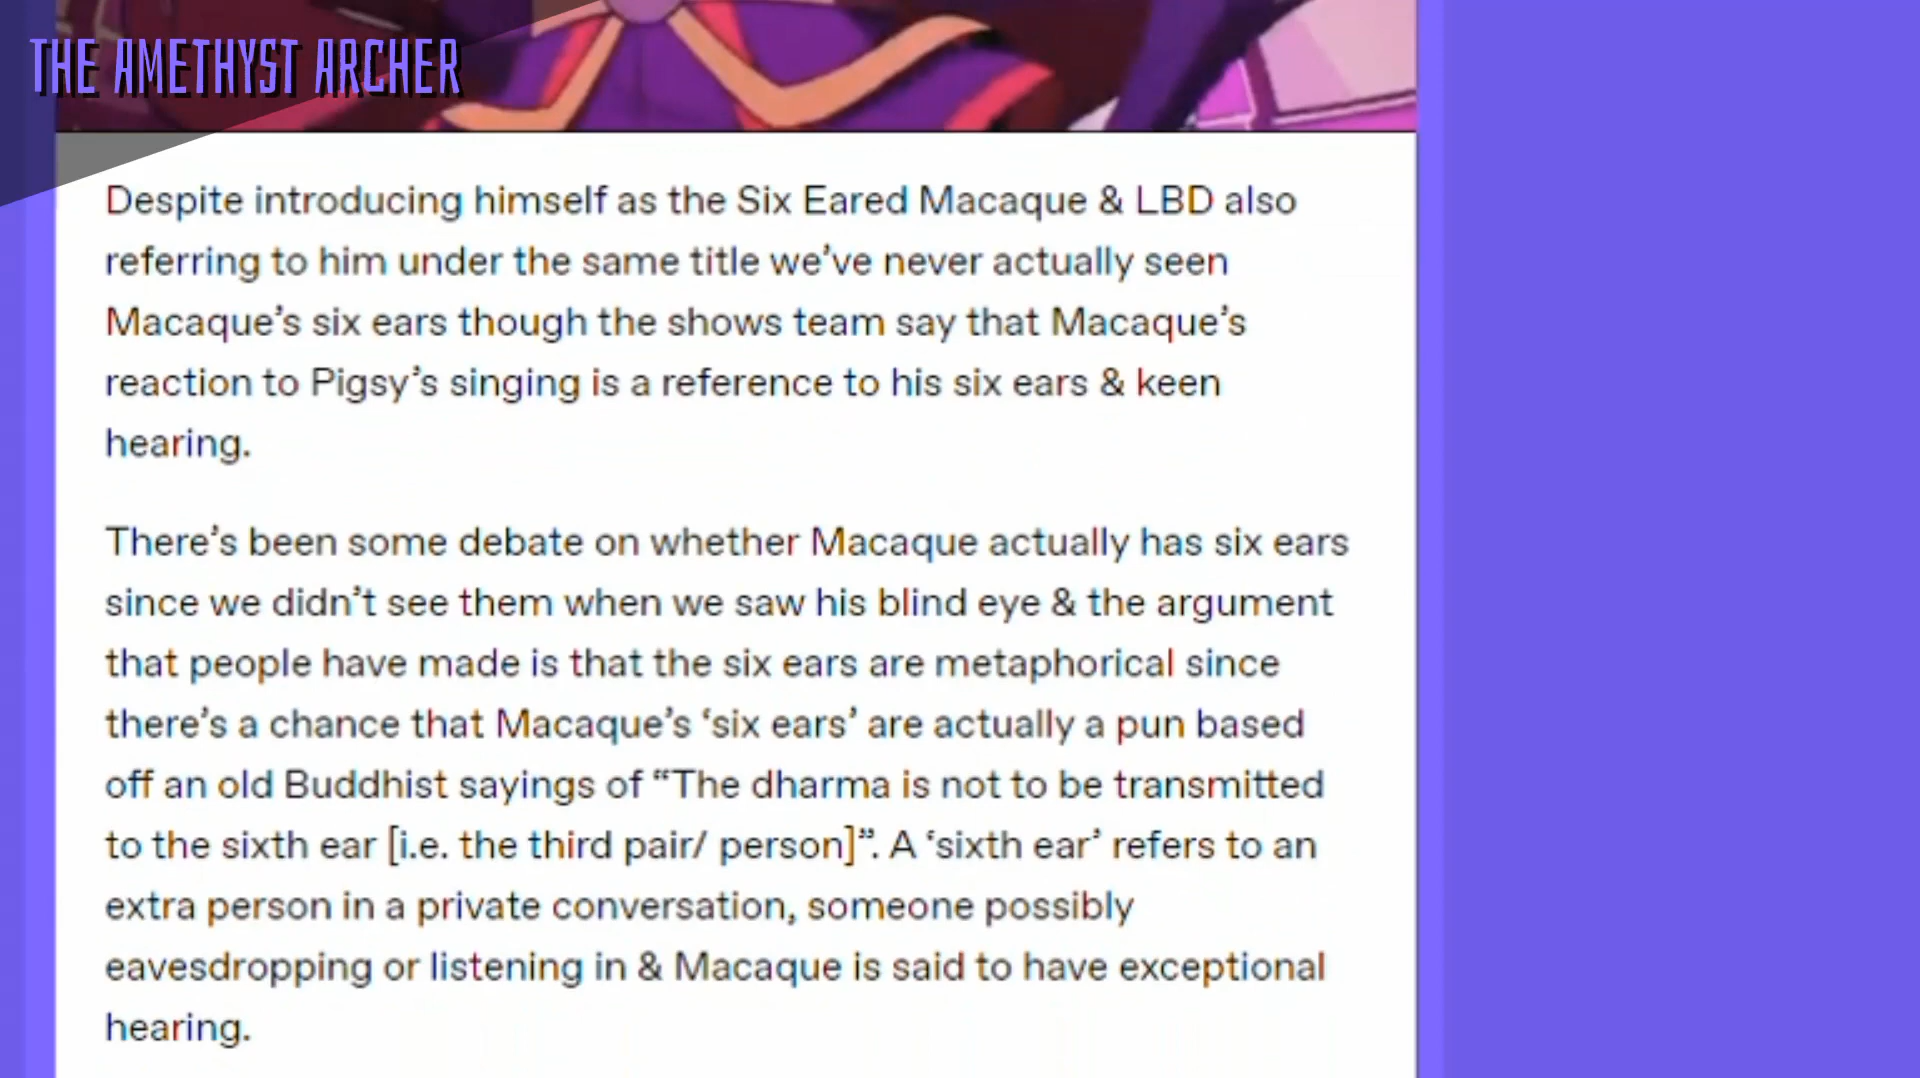 THE AMETHYST ARCHER
Despite introducing himself as the Six Eared Macaque & LBD also
referring to him under the same title we’ve never actually seen
Macaque’s six ears though the shows team say that Macaque’s
reaction to Pigsy’s singing is a reference to his six ears & keen
hearing.
There’s been some debate on whether Macaque actually has six ears
since we didn’t see them when we saw his blind eye & the argument
that people have made is that the six ears are metaphorical since
there’s a chance that Macaque’s ‘six ears’ are actually a pun based
off an old Buddhist sayings of “The dharma is not to be transmitted
to the sixth ear [i.e. the third pair/ person]”. A ‘sixth ear’ refers to an
extra person in a private conversation, someone possibly
eavesdropping or listening in & Macaque is said to have exceptional
hearing.